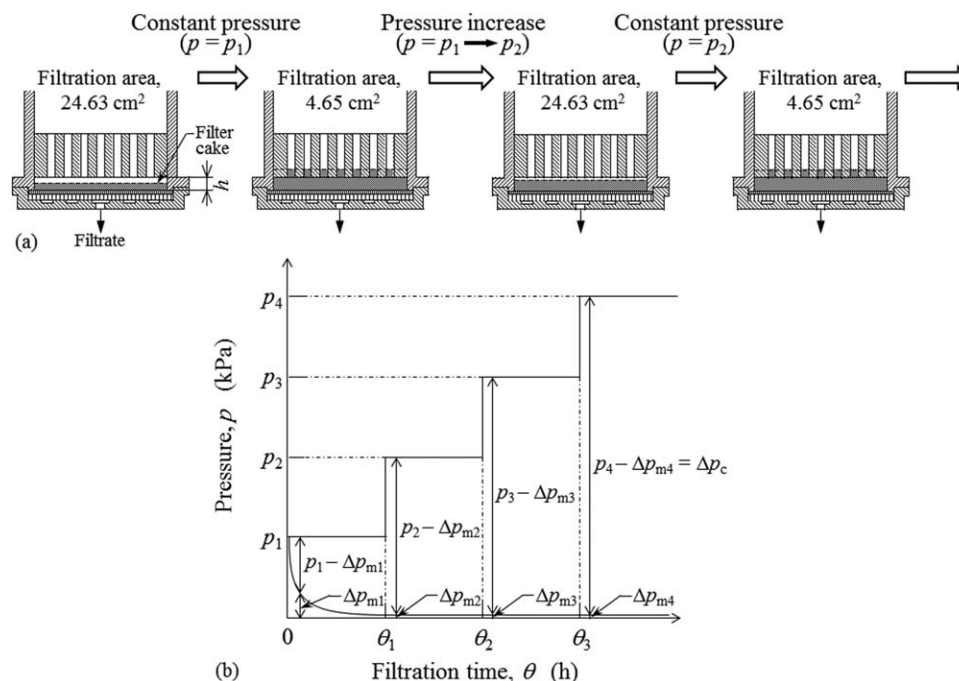 Constant pressure
(p = p1)
Pressure increase
(p = p1 → p2)
Constant pressure
(p = p2)
Filtration area,
24.63 cm²
Filtration area,
4.65 cm²
Filtration area,
24.63 cm²
Filtration area,
4.65 cm²
Filter
cake
h
Filtrate
(a)
Pressure, p (kPa)
p4
p3
p2
p1
p4 − Δpm4 = Δpc
p3 − Δpm3
p2 − Δpm2
p1 − Δpm1
Δpm1
Δpm2
Δpm3
Δpm4
0
θ1
θ2
θ3
(b)
Filtration time, θ (h)